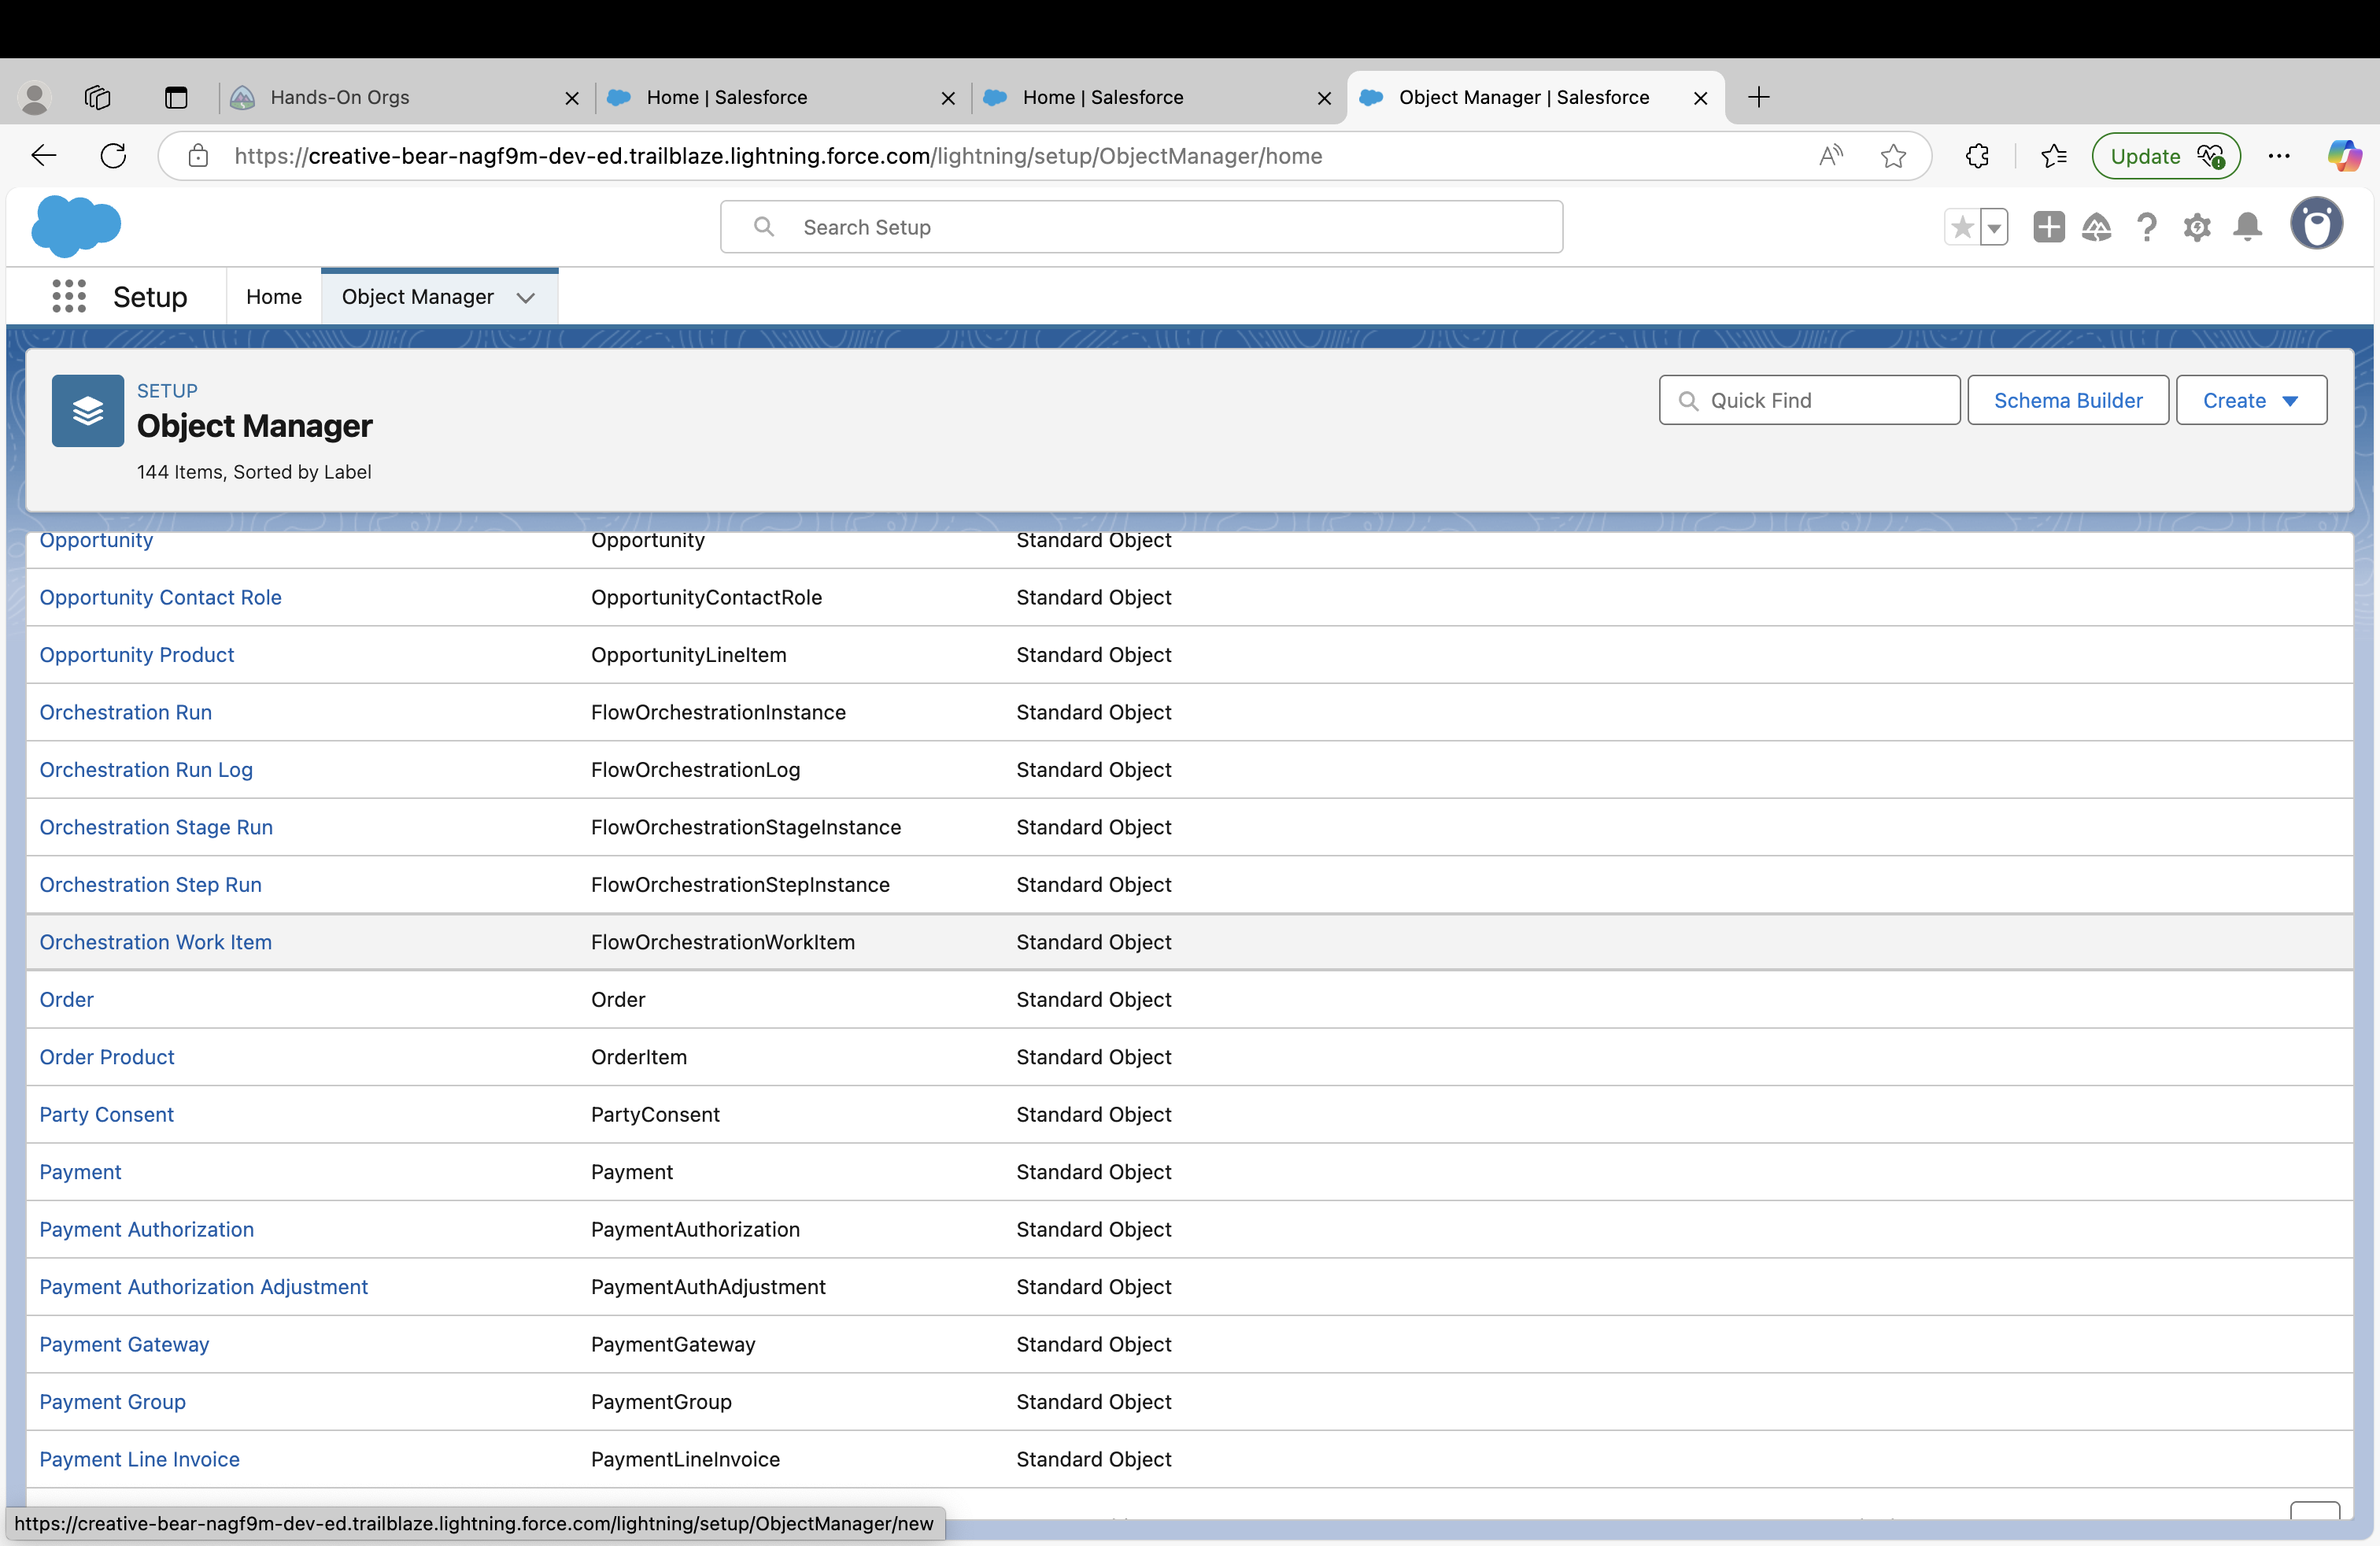 Hands-On Orgs
Home | Salesforce
Home | Salesforce
Object Manager | Salesforce
https://creative-bear-nagf9m-dev-ed.trailblaze.lightning.force.com/lightning/setup/ObjectManager/home
Update
Search Setup
Setup
Home
Object Manager
SETUP
Object Manager
144 Items, Sorted by Label
Quick Find
Schema Builder
Create
Opportunity Opportunity Standard Object
Opportunity Contact Role OpportunityContactRole Standard Object
Opportunity Product OpportunityLineItem Standard Object
Orchestration Run FlowOrchestrationInstance Standard Object
Orchestration Run Log FlowOrchestrationLog Standard Object
Orchestration Stage Run FlowOrchestrationStageInstance Standard Object
Orchestration Step Run FlowOrchestrationStepInstance Standard Object
Orchestration Work Item FlowOrchestrationWorkItem Standard Object
Order Order Standard Object
Order Product OrderItem Standard Object
Party Consent PartyConsent Standard Object
Payment Payment Standard Object
Payment Authorization PaymentAuthorization Standard Object
Payment Authorization Adjustment PaymentAuthAdjustment Standard Object
Payment Gateway PaymentGateway Standard Object
Payment Group PaymentGroup Standard Object
Payment Line Invoice PaymentLineInvoice Standard Object
https://creative-bear-nagf9m-dev-ed.trailblaze.lightning.force.com/lightning/setup/ObjectManager/new